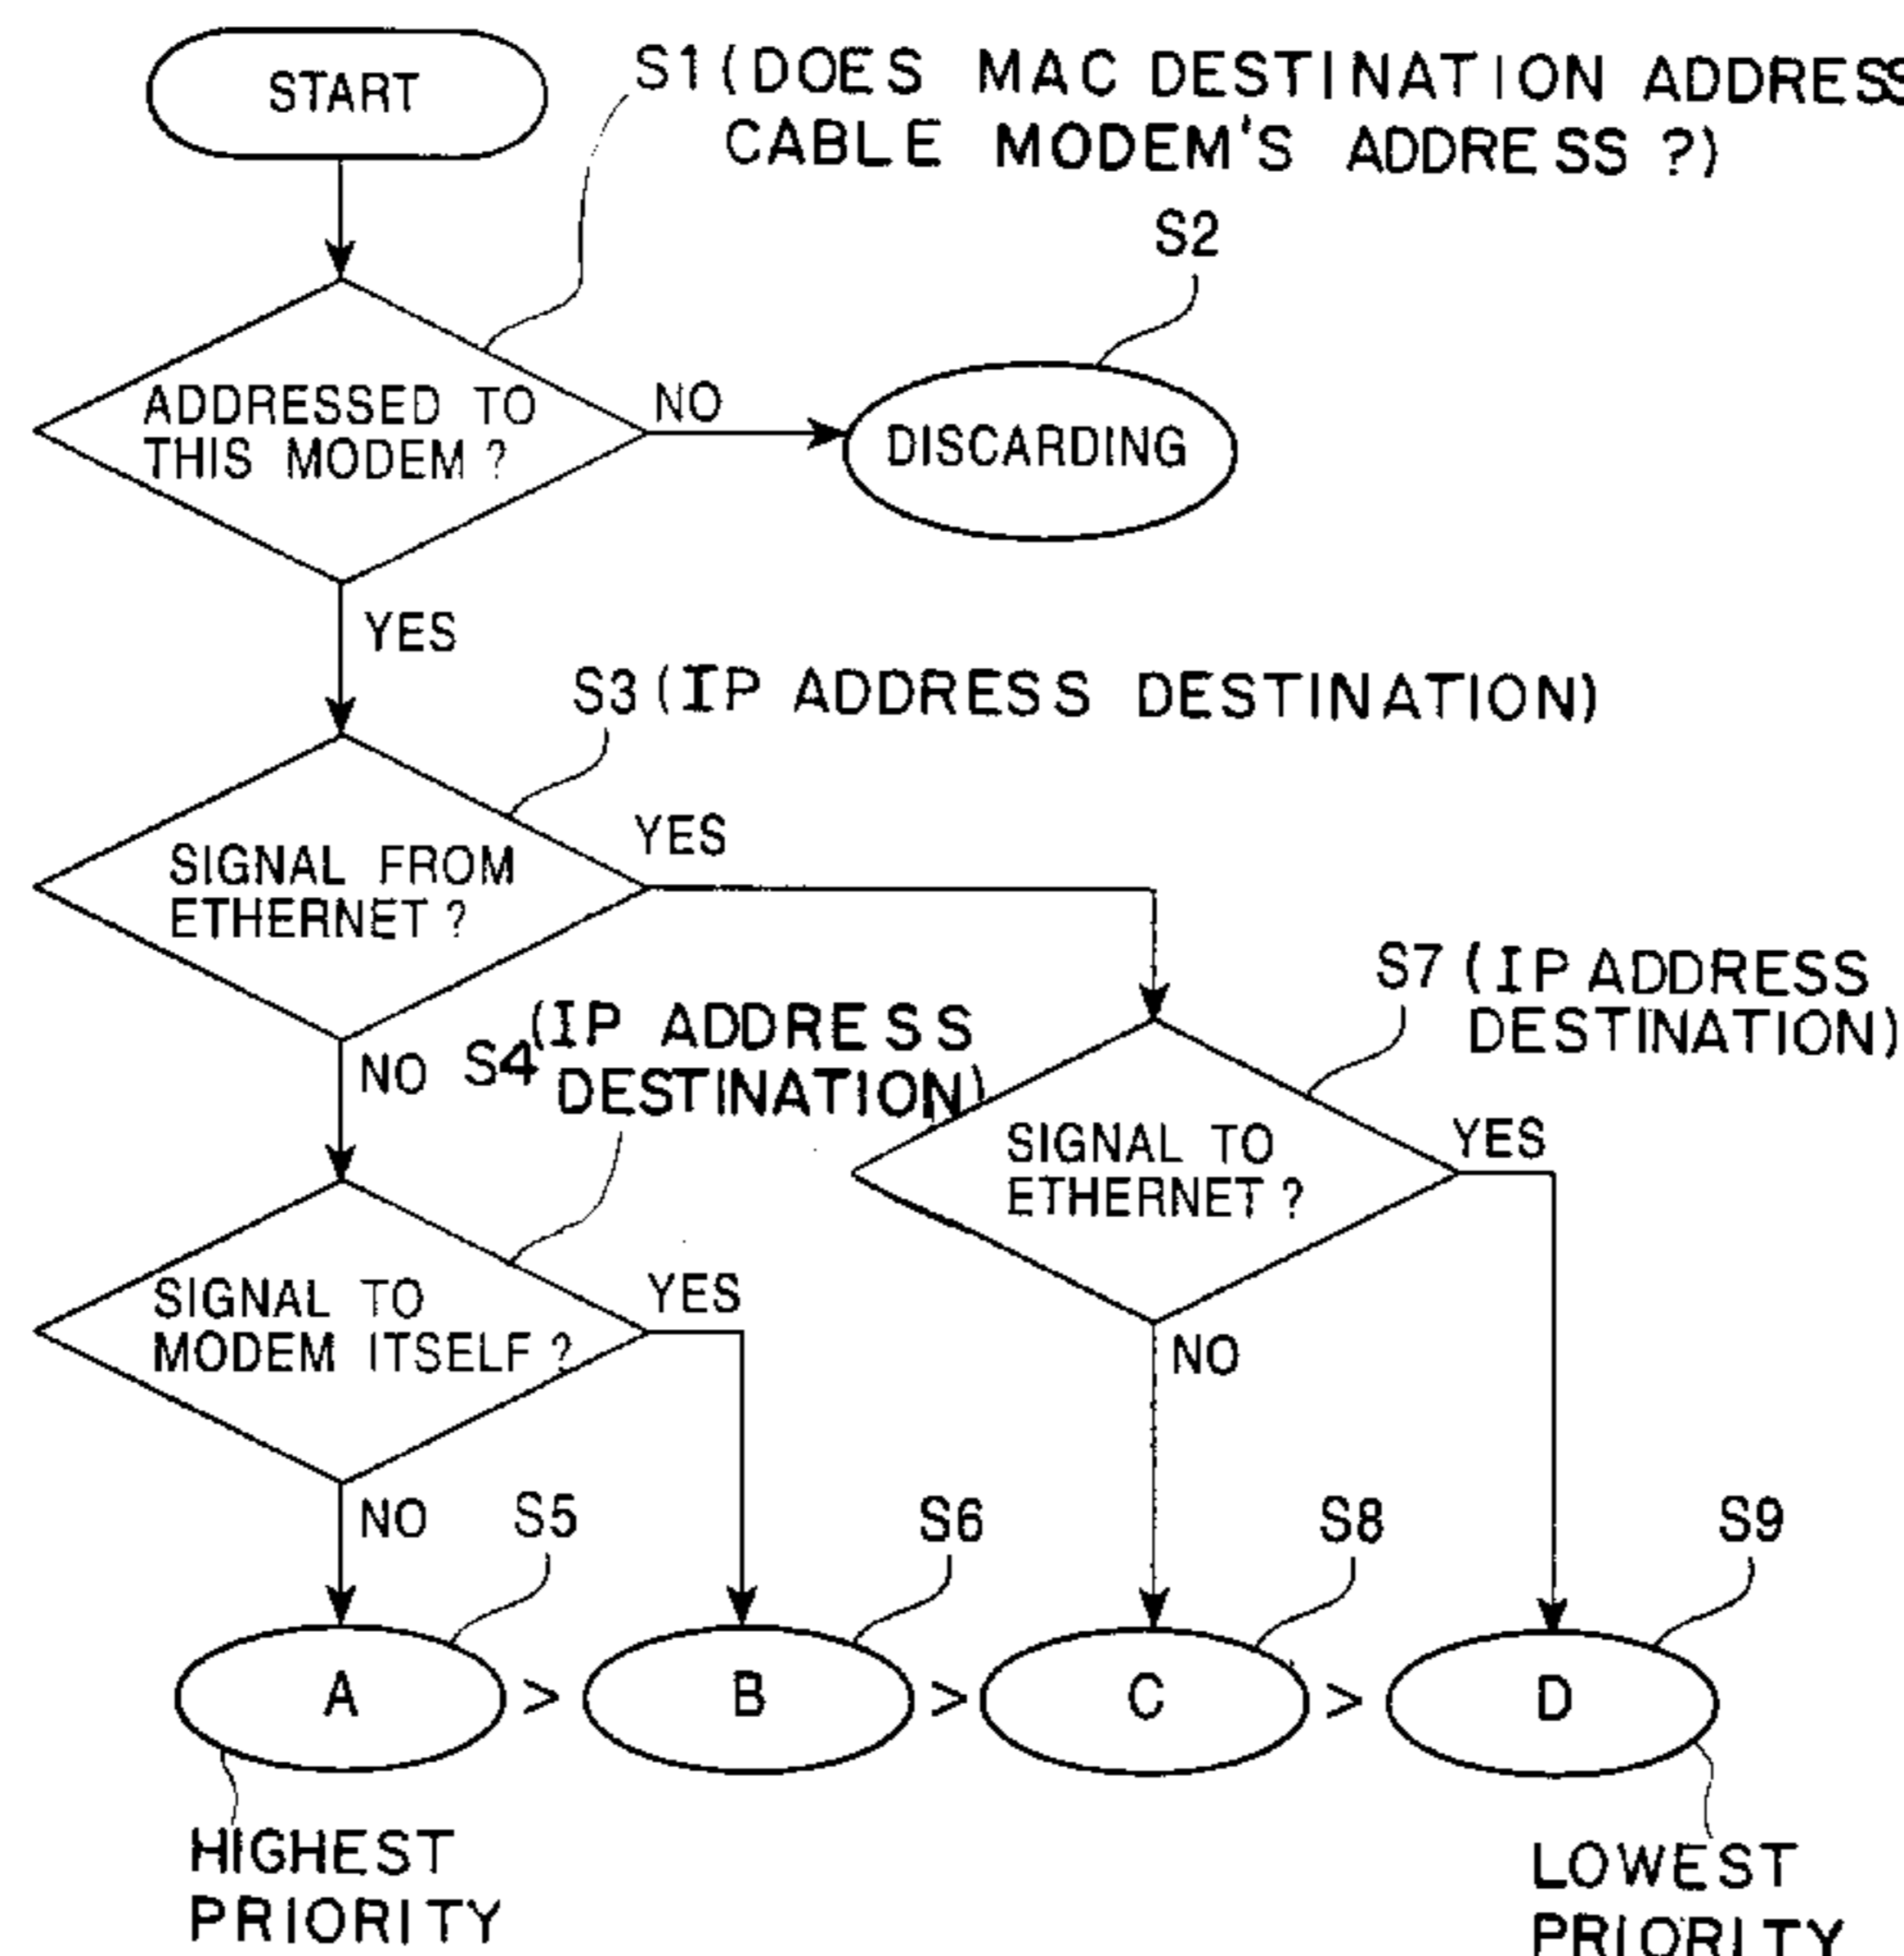 START
S1 (DOES MAC DESTINATION ADDRESS
CABLE MODEM'S ADDRESS ?)
S2
ADDRESSED TO
THIS MODEM ?
NO
DISCARDING
YES
S3 (IP ADDRESS DESTINATION)
SIGNAL FROM
ETHERNET ?
YES
S7 (IP ADDRESS
DESTINATION)
NO
S4 (IP ADDRESS
DESTINATION)
SIGNAL TO
ETHERNET ?
YES
SIGNAL TO
MODEM ITSELF ?
YES
NO
NO
S5
S6
S8
S9
A > B > C > D
HIGHEST
PRIORITY
LOWEST
PRIORITY